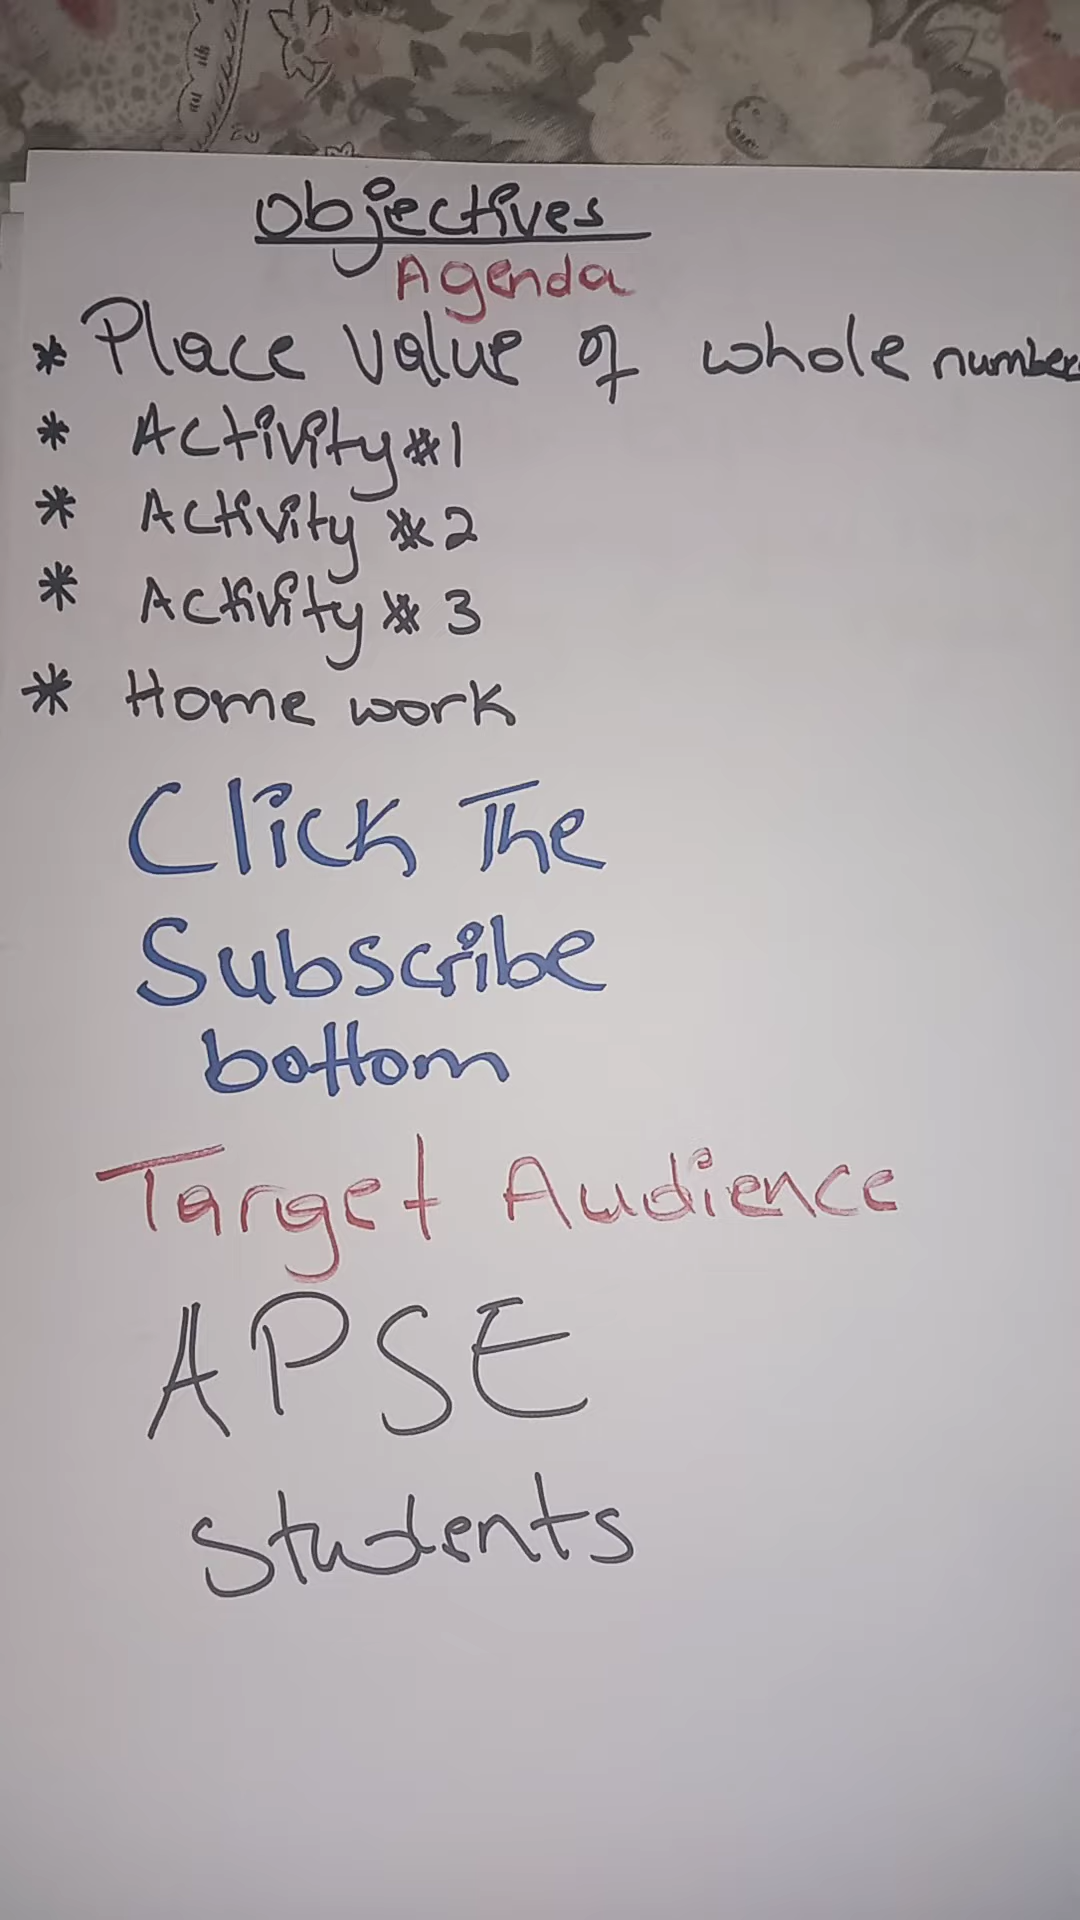 Objectives
Agenda
* Place value of whole number
* Activity #1
* Activity #2
* Activity # 3
* Home work
Click The
Subscribe
bottom
Target Audience
APSE
Students